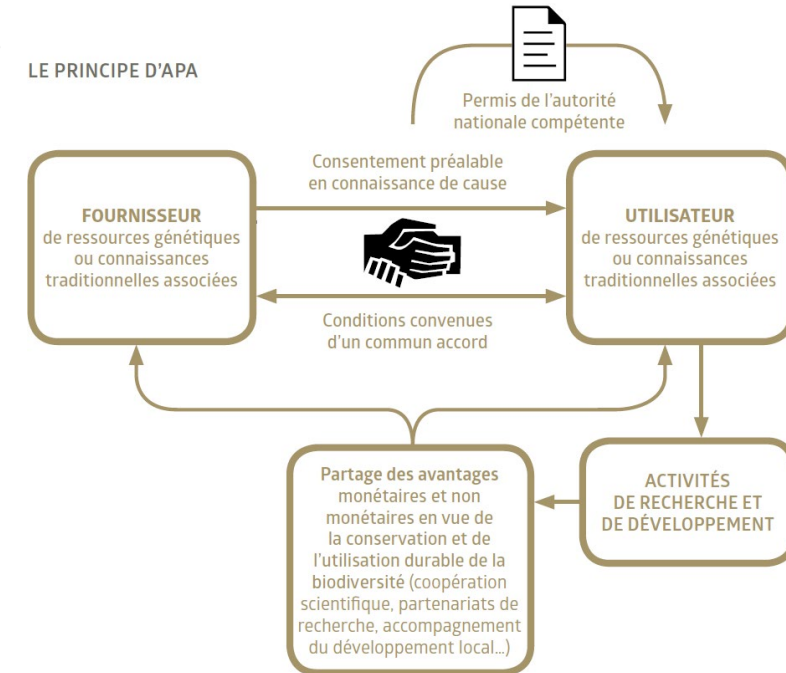 LE PRINCIPE D'APA
Permis de l'autorité
nationale compétente
Consentement préalable
en connaissance de cause
FOURNISSEUR
de ressources génétiques
ou connaissances
traditionnelles associées
UTILISATEUR
de ressources génétiques
ou connaissances
traditionnelles associées
Conditions convenues
d'un commun accord
Partage des avantages
monétaires et non
monétaires en vue de
la conservation et de
l'utilisation durable de la
biodiversité (coopération
scientifique, partenariats de
recherche, accompagnement
du développement local…)
ACTIVITÉS
DE RECHERCHE ET
DE DÉVELOPPEMENT